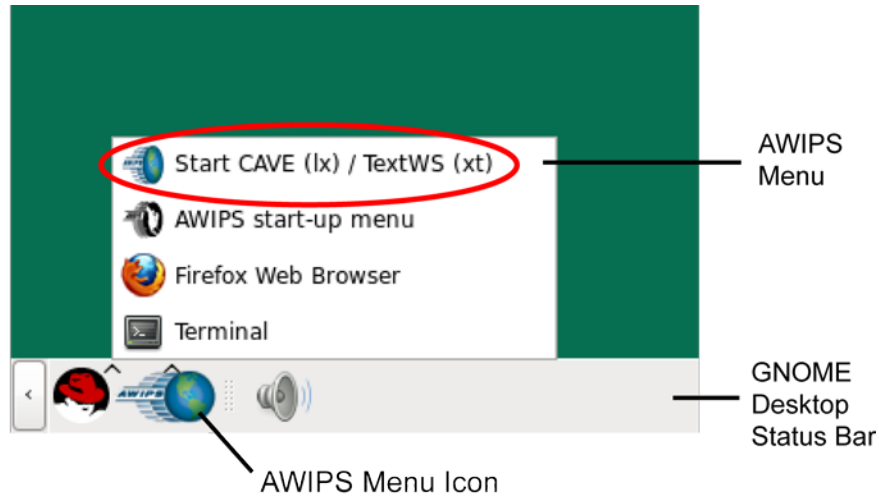 Start CAVE (lx) / TextWS (xt)
AWIPS start-up menu
Firefox Web Browser
Terminal
AWIPS
Menu
AWIPS
GNOME
Desktop
Status Bar
AWIPS Menu Icon